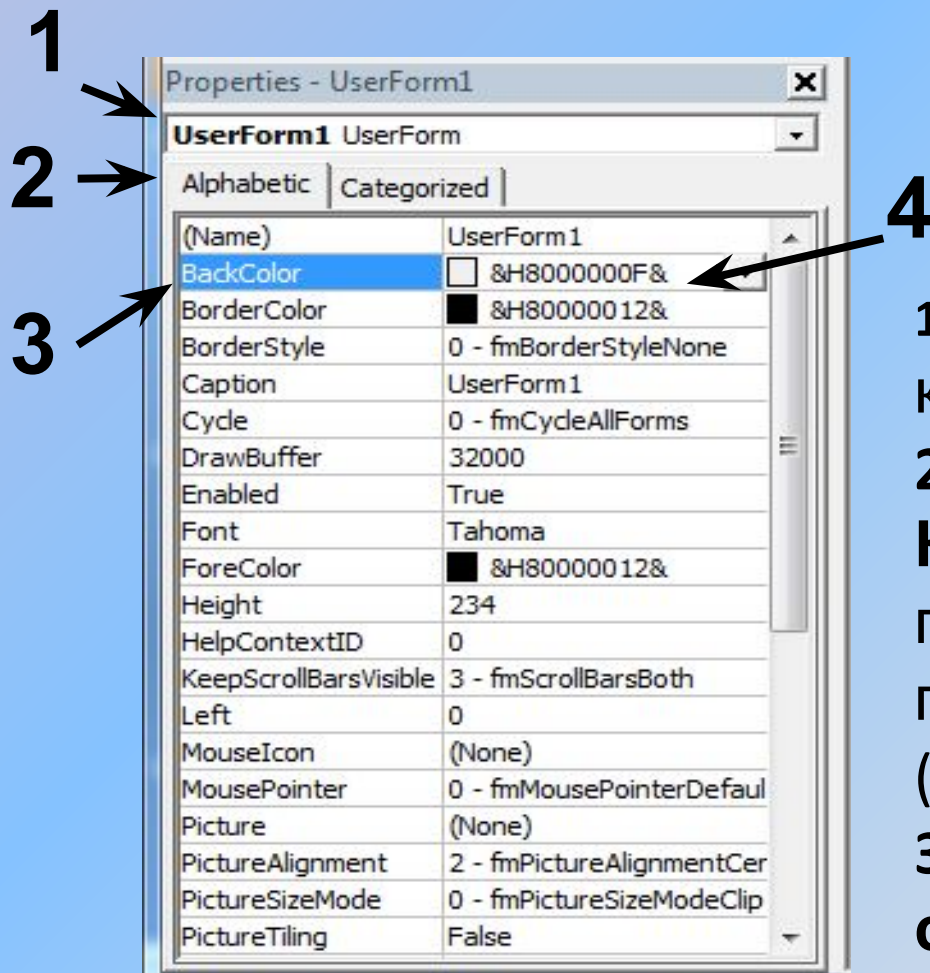 1
Properties - UserForm1
UserForm1 UserForm
2
Alphabetic Categorized
4
(Name) UserForm1
BackColor &H8000000F&
3
BorderColor &H80000012&
BorderStyle 0 - fmBorderStyleNone
Caption UserForm1
Cycle 0 - fmCycleAllForms
DrawBuffer 32000
Enabled True
Font Tahoma
ForeColor &H80000012&
Height 234
HelpContextID 0
KeepScrollBarsVisible 3 - fmScrollBarsBoth
Left 0
MouseIcon (None)
MousePointer 0 - fmMousePointerDefaul
Picture (None)
PictureAlignment 2 - fmPictureAlignmentCer
PictureSizeMode 0 - fmPictureSizeModeClip
PictureTiling False